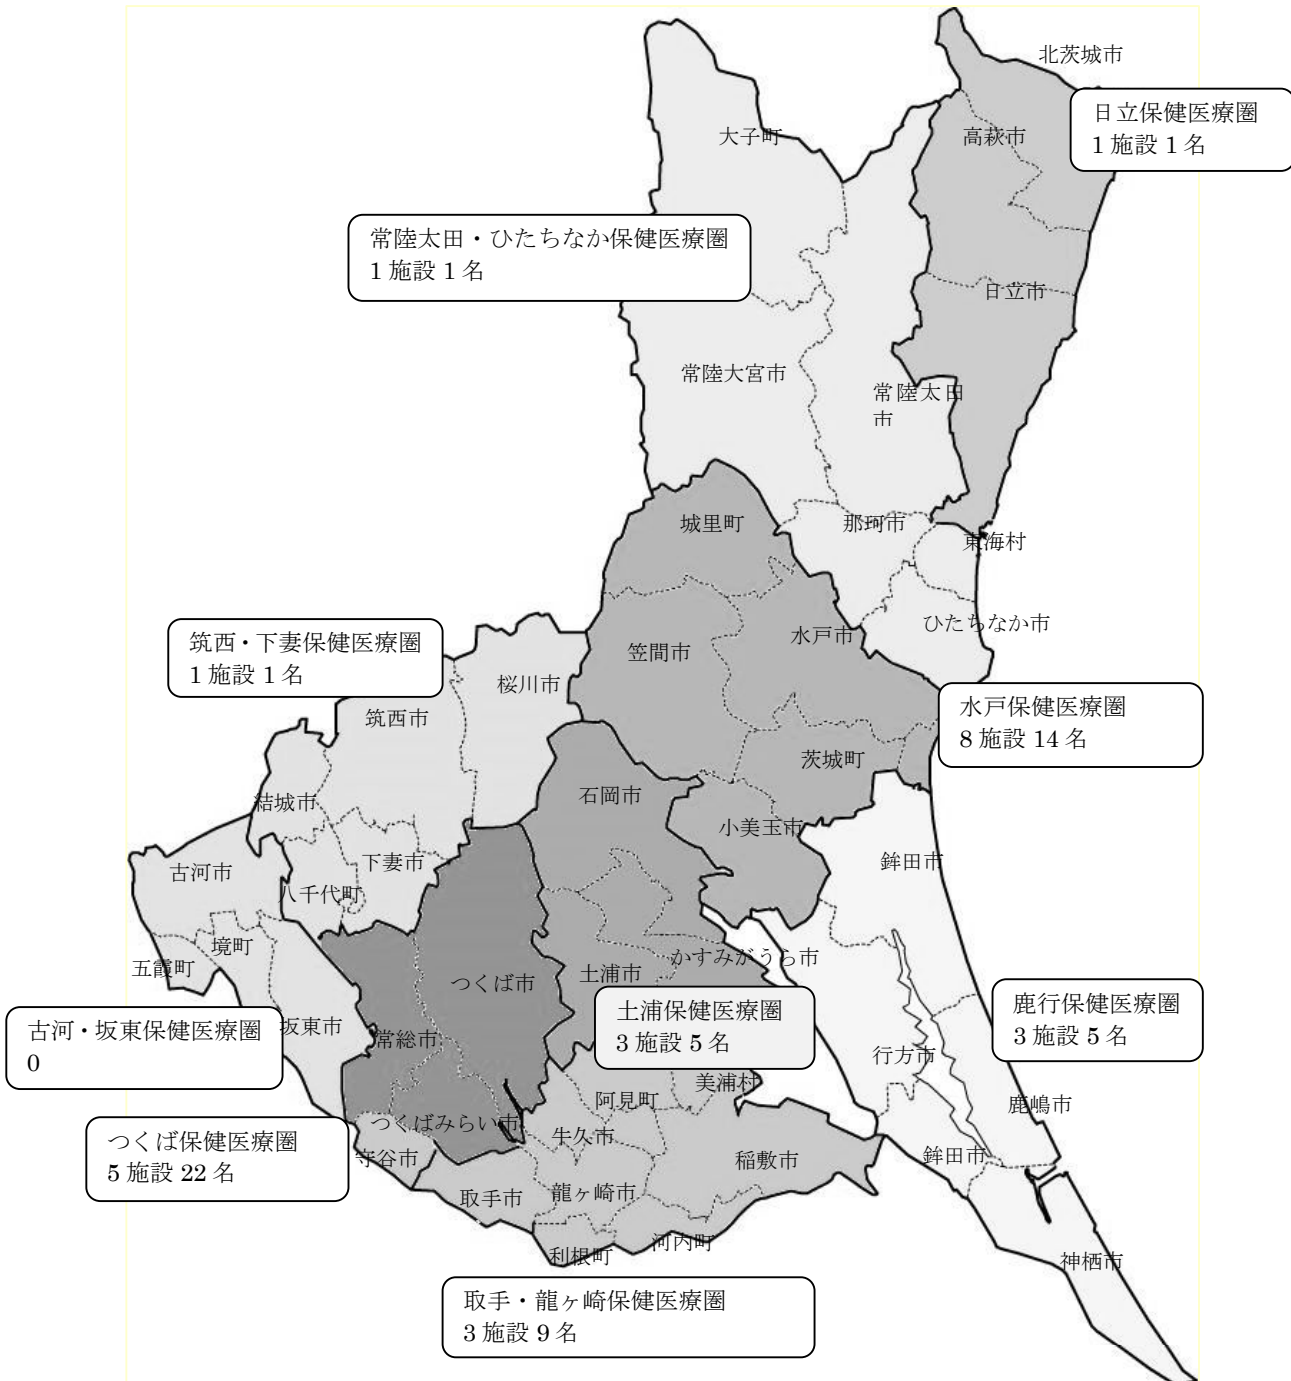 北茨城市
日立保健医療圏
1 施設 1 名
大子町
高萩市
常陸太田・ひたちなか保健医療圏
1 施設 1 名
日立市
常陸大宮市
常陸太田
市
城里町
那珂市
東海村
ひたちなか市
水戸市
笠間市
筑西・下妻保健医療圏
1 施設 1 名
桜川市
筑西市
水戸保健医療圏
8 施設 14 名
茨城町
石岡市
結城市
小美玉市
下妻市
鉾田市
古河市
八千代町
境町
五霞町
かすみがうら市
土浦市
つくば市
土浦保健医療圏
3 施設 5 名
鹿行保健医療圏
3 施設 5 名
古河・坂東保健医療圏
0
坂東市
常総市
行方市
美浦村
阿見町
鹿嶋市
つくばみらい市
牛久市
つくば保健医療圏
5 施設 22 名
守谷市
稲敷市
鉾田市
取手市
龍ヶ崎市
河内町
利根町
神栖市
取手・龍ヶ崎保健医療圏
3 施設 9 名